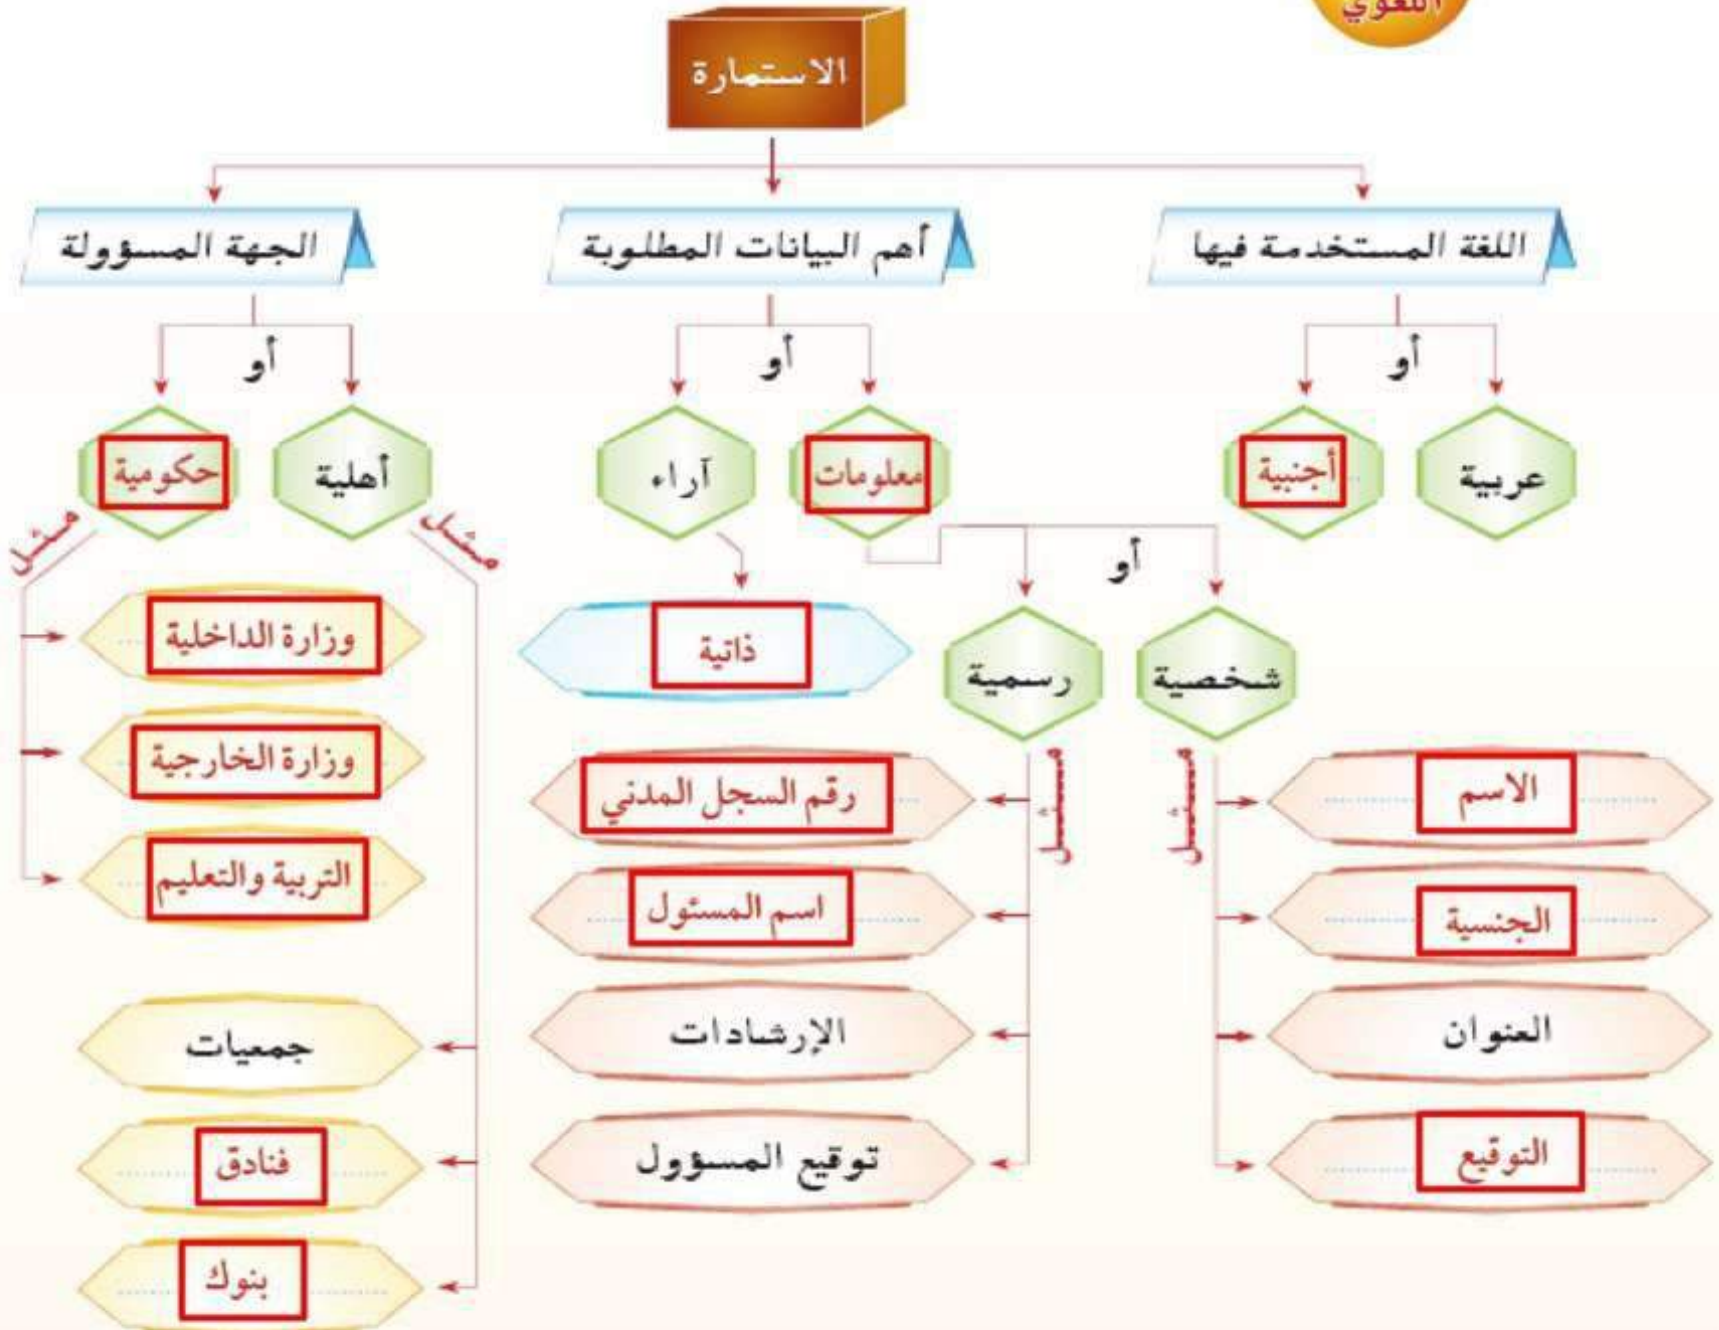 اللغوي
الاستمارة
اللغة المستخدمة فيها
أهم البيانات المطلوبة
الجهة المسؤولة
أو
أو
أو
عربية
أجنبية
معلومات
آراء
أهلية
حكومية
مثل
مثل
أو
شخصية
رسمية
ذاتية
وزارة الداخلية
وزارة الخارجية
التربية والتعليم
مثل
مثل
الاسم
الجنسية
العنوان
التوقيع
رقم السجل المدني
اسم المسئول
الإرشادات
توقيع المسؤول
جمعيات
فنادق
بنوك